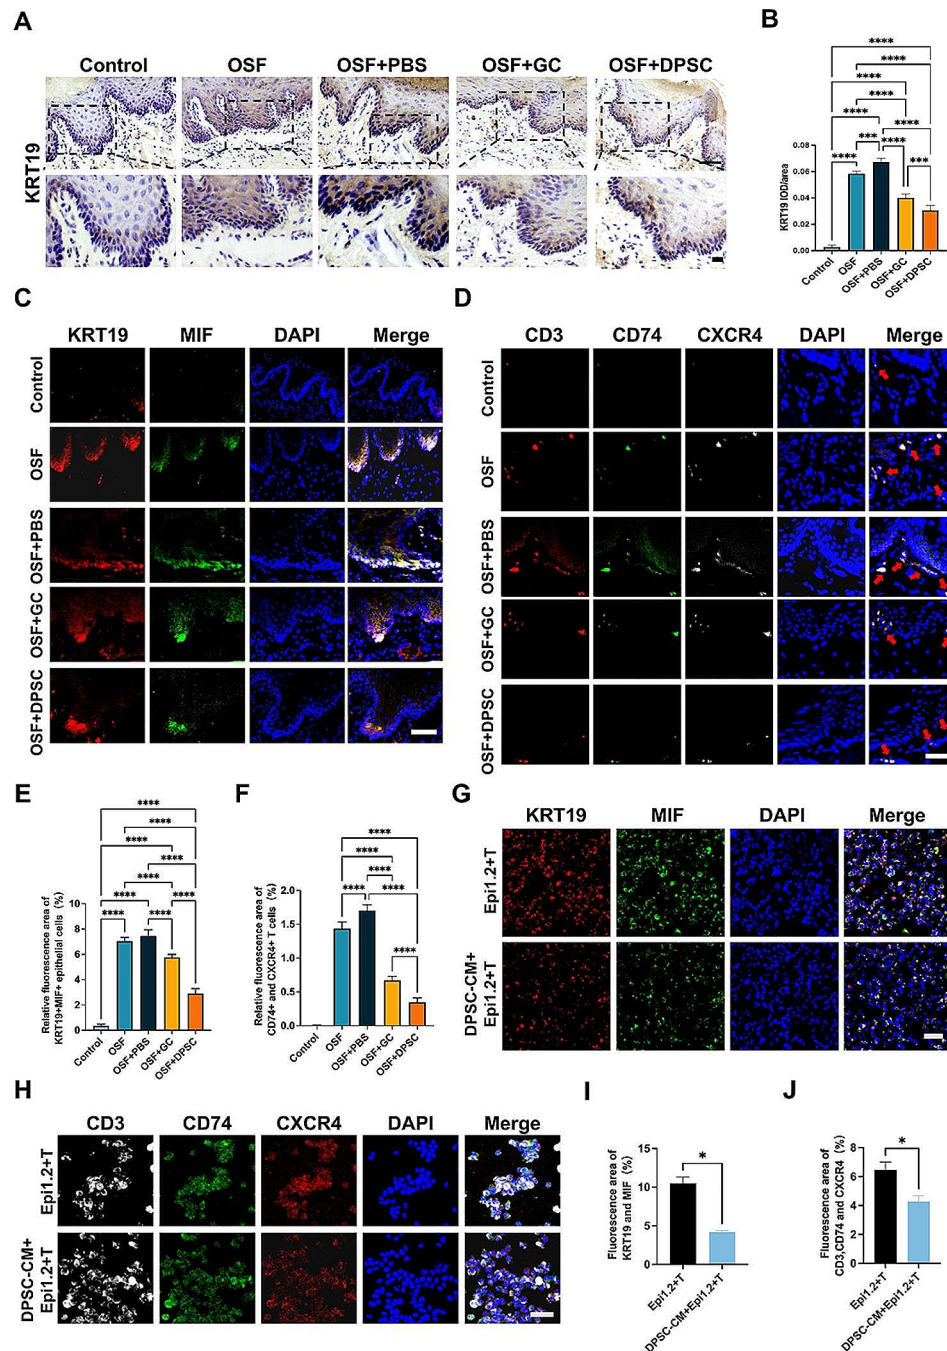 A
Control
OSF
OSF+PBS
OSF+GC
OSF+DPSC
KRT19
B
****
****
****
****
****
****
***
****
****
***
KRT19 IOD/area
0.08
0.06
0.04
0.02
0.00
Control
OSF
OSF+PBS
OSF+GC
OSF+DPSC
C
KRT19
MIF
DAPI
Merge
Control
OSF
OSF+PBS
OSF+GC
OSF+DPSC
D
CD3
CD74
CXCR4
DAPI
Merge
Control
OSF
OSF+PBS
OSF+GC
OSF+DPSC
E
****
****
****
****
****
****
****
****
****
Relative fluorescence area of
KRT19+MIF+ epithelial cells (%)
10
8
6
4
2
0
Control
OSF
OSF+PBS
OSF+GC
OSF+DPSC
F
****
****
****
****
****
****
Relative fluorescence area of
CD74+ and CXCR4+ T cells (%)
2.0
1.5
1.0
0.5
0.0
Control
OSF
OSF+PBS
OSF+GC
OSF+DPSC
G
KRT19
MIF
DAPI
Merge
Epi1.2+T
DPSC-CM+
Epi1.2+T
H
CD3
CD74
CXCR4
DAPI
Merge
Epi1.2+T
DPSC-CM+
Epi1.2+T
I
*
Fluorescence area of
KRT19 and MIF (%)
15
10
5
0
Epi1.2+T
DPSC-CM+Epi1.2+T
J
*
Fluorescence area of
CD3,CD74 and CXCR4 (%)
8
6
4
2
0
Epi1.2+T
DPSC-CM+Epi1.2+T